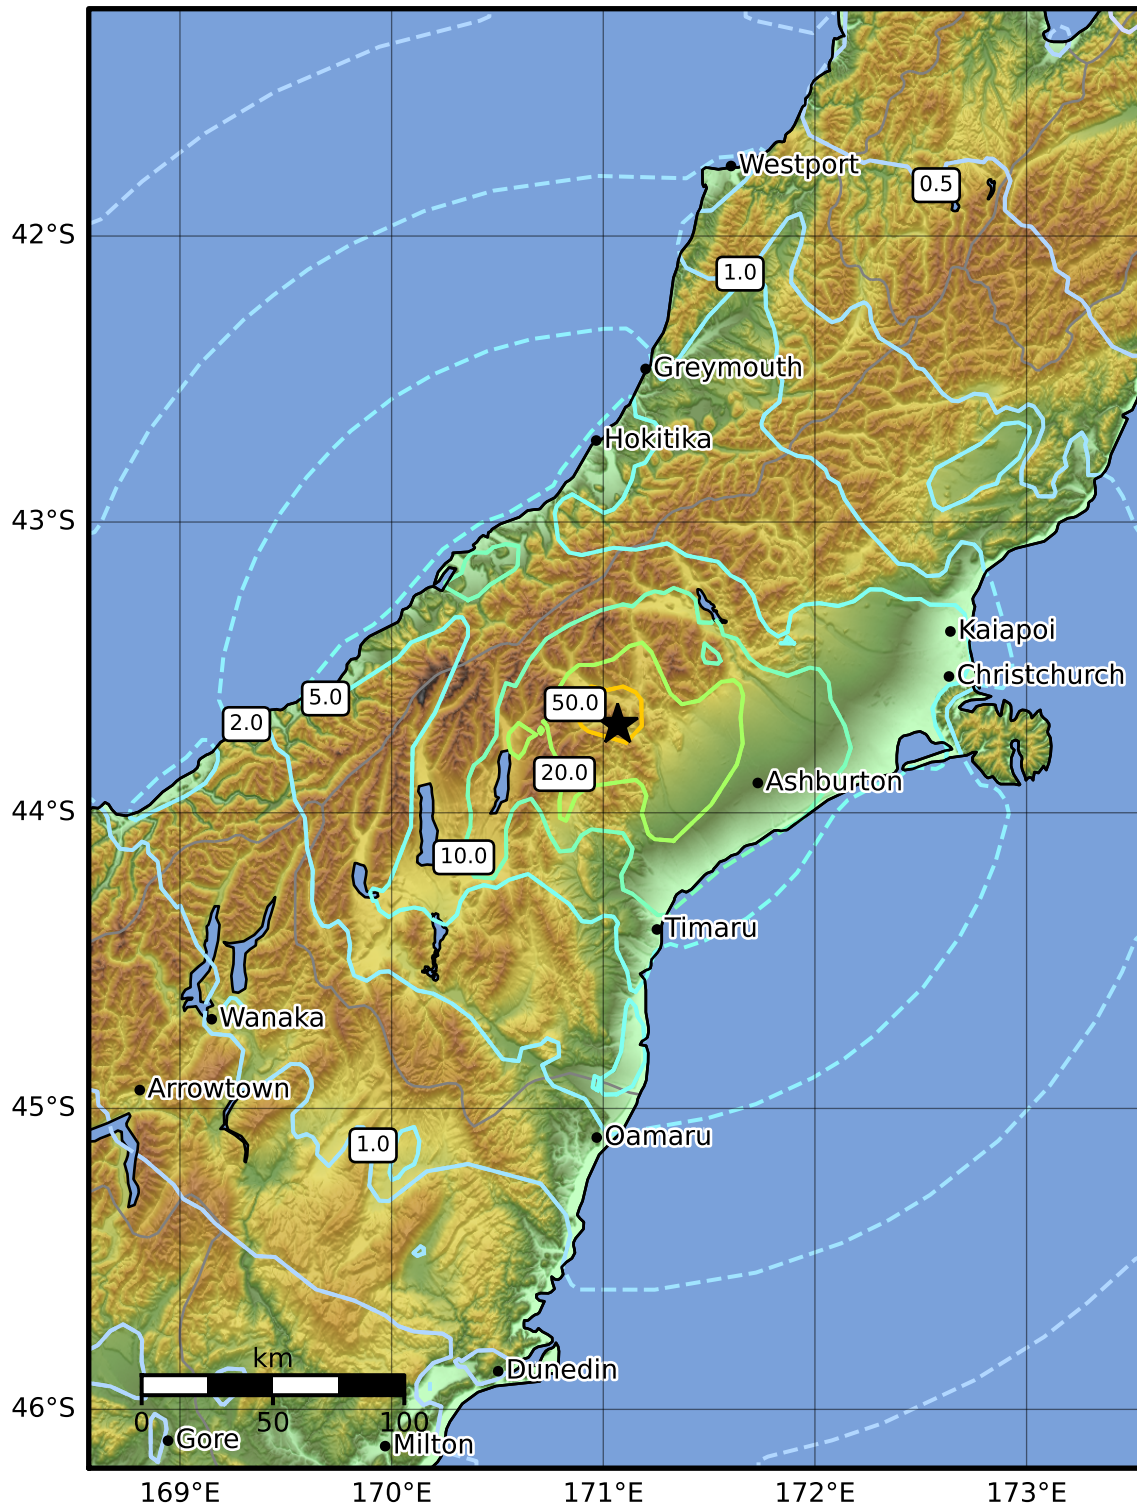 Westport
0.5
42°S
1.0
Greymouth
Hokitika
43°S
Kaiapoi
Christchurch
5.0
50.0
2.0
20.0
Ashburton
44°S
10.0
Timaru
Wanaka
Arrowtown
45°S
1.0
Oamaru
km
Dunedin
46°S
0 50 100
Gore
Milton
169°E 170°E 171°E 172°E 173°E